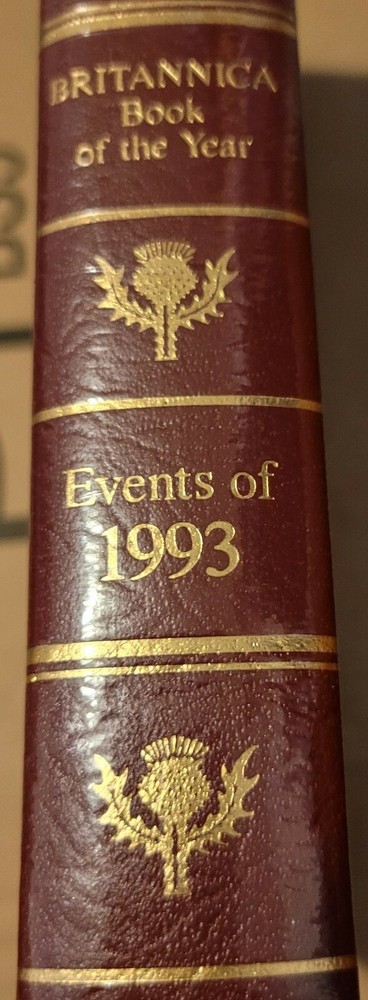 BRITANNICA
Book
of the Year
Events of
1993